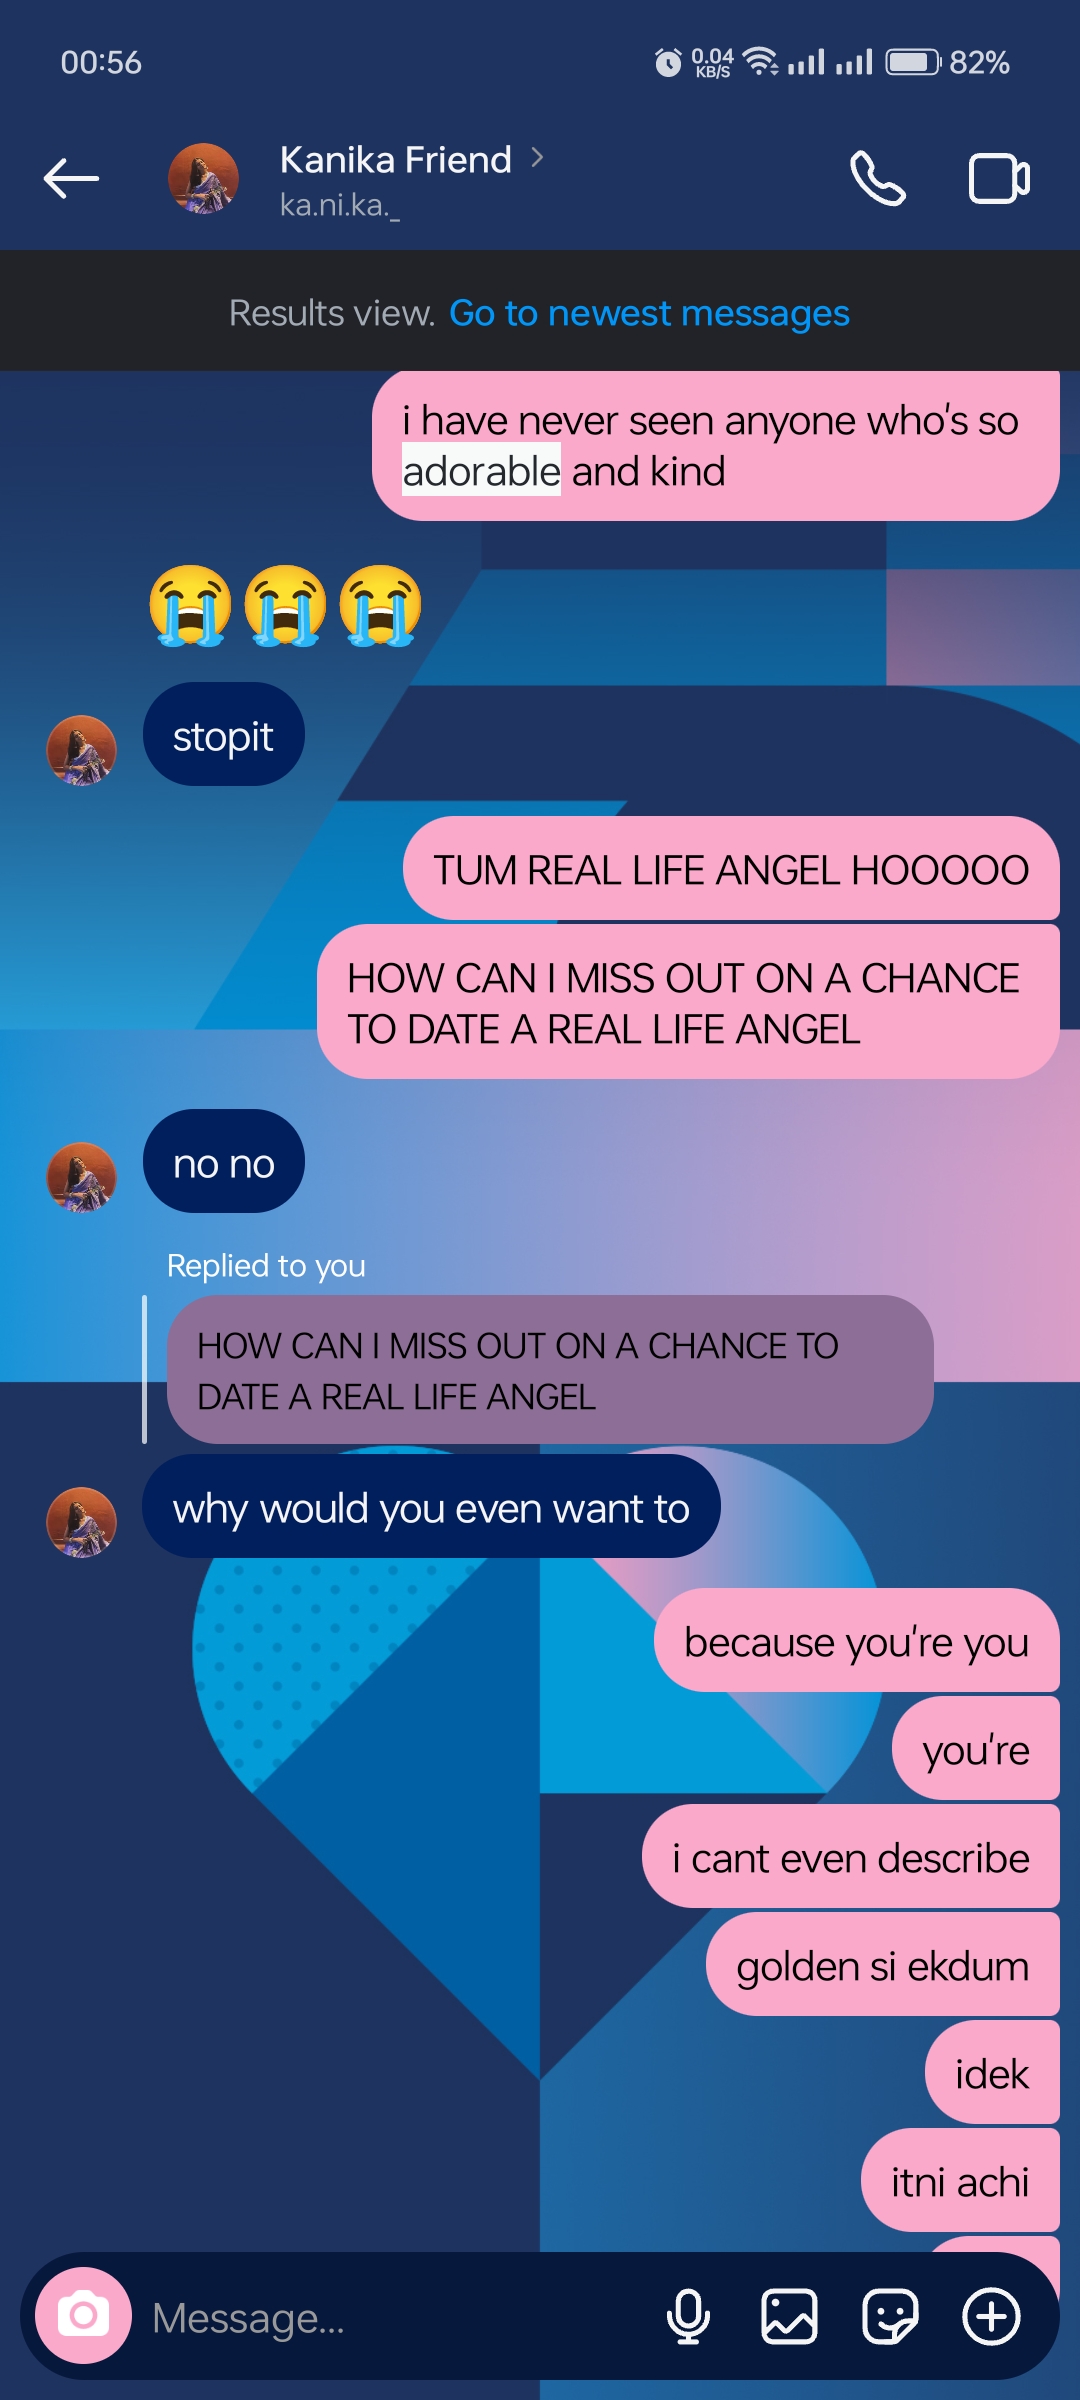 00:56
0.04
KB/S
82%
Kanika Friend
ka.ni.ka._
Results view. Go to newest messages
i have never seen anyone who's so
adorable and kind
😭😭😭
stopit
TUM REAL LIFE ANGEL HOOOOO
HOW CAN I MISS OUT ON A CHANCE
TO DATE A REAL LIFE ANGEL
no no
Replied to you
HOW CAN I MISS OUT ON A CHANCE TO
DATE A REAL LIFE ANGEL
why would you even want to
because you're you
you're
i cant even describe
golden si ekdum
idek
itni achi
Message...